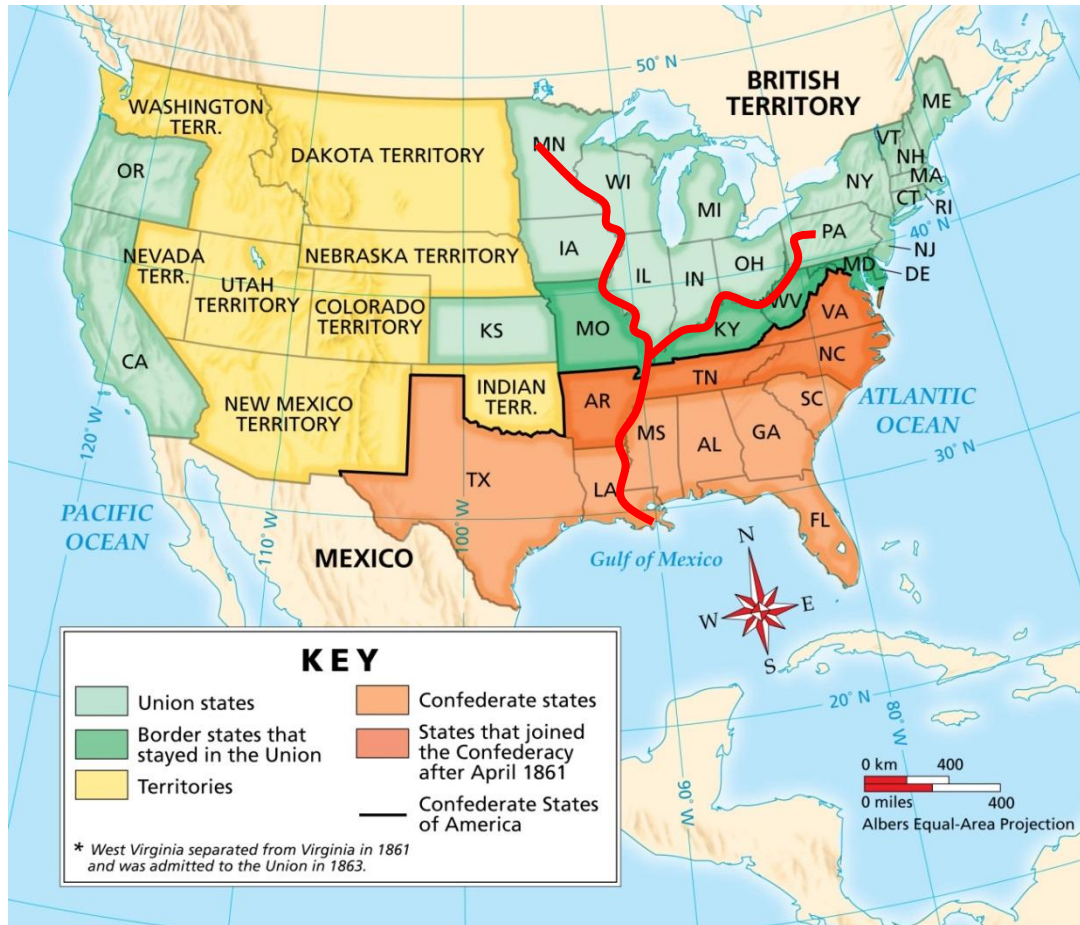 50° N
BRITISH
TERRITORY
WASHINGTON
TERR.
ME
MN
VT
DAKOTA TERRITORY
NH
OR
WI
NY
MA
CT
RI
MI
40° N
PA
NJ
NEVADA
TERR.
NEBRASKA TERRITORY
IA
OH
MD
DE
IL
IN
UTAH
TERRITORY
WV
COLORADO
TERRITORY
VA
KS
MO
KY
CA
NC
TN
INDIAN
TERR.
ATLANTIC
OCEAN
NEW MEXICO
TERRITORY
AR
SC
120° W
MS
AL
GA
30° N
TX
LA
PACIFIC
OCEAN
110° W
100° W
FL
MEXICO
Gulf of Mexico
N
W
E
S
KEY
Union states
Border states that
stayed in the Union
Territories
Confederate states
States that joined
the Confederacy
after April 1861
Confederate States
of America
* West Virginia separated from Virginia in 1861
and was admitted to the Union in 1863.
20° N
80° W
90° W
0 km 400
0 miles 400
Albers Equal-Area Projection